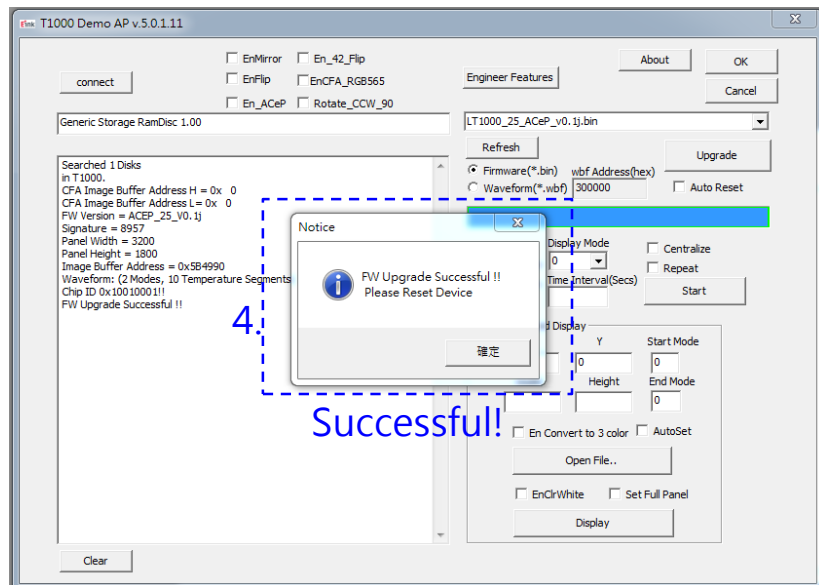 Eink T1000 Demo AP v.5.0.1.11
connect
EnMirror
En_42_Flip
EnFlip
EnCFA_RGB565
En_ACeP
Rotate_CCW_90
Engineer Features
About
OK
Cancel
Generic Storage RamDisc 1.00
LT1000_25_ACeP_v0.1j.bin
Refresh
Upgrade
Firmware(*.bin)
wbf Address(hex)
Waveform(*.wbf)
300000
Auto Reset
Searched 1 Disks
in T1000.
CFA Image Buffer Address H = 0x 0
CFA Image Buffer Address L= 0x 0
FW Version = ACEP_25_V0.1j
Signature = 8957
Panel Width = 3200
Panel Height = 1800
Image Buffer Address = 0x5B4990
Waveform: (2 Modes, 10 Temperature Segments
Chip ID 0x10010001!!
FW Upgrade Successful !!
4.
Notice
FW Upgrade Successful !!
Please Reset Device
確定
Successful!
Display Mode
0
Centralize
Repeat
Time Interval(Secs)
Start
Display
Y
Start Mode
0
0
Height
End Mode
0
En Convert to 3 color
AutoSet
Open File..
EnClrWhite
Set Full Panel
Display
Clear